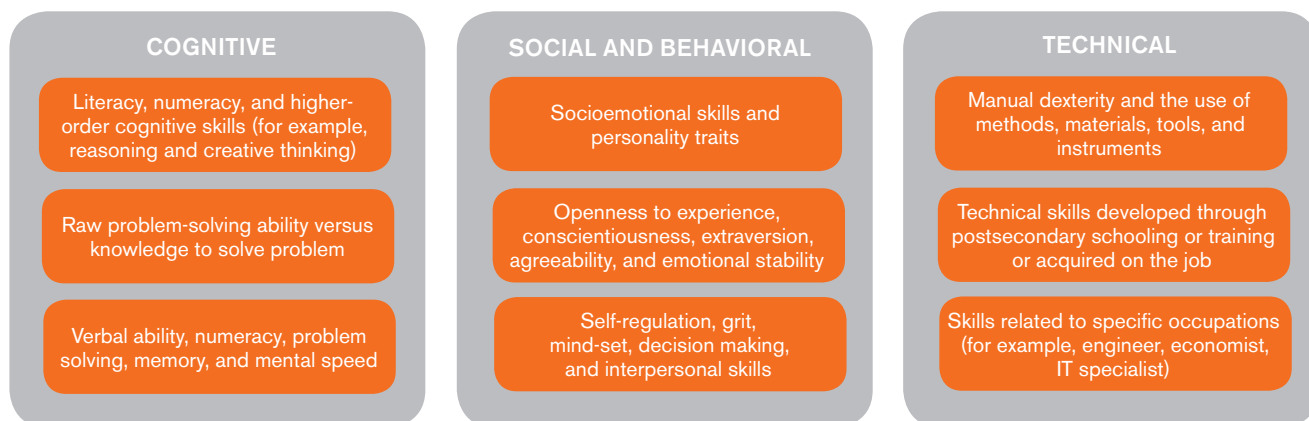 COGNITIVE
Literacy, numeracy, and higher-
order cognitive skills (for example,
reasoning and creative thinking)
Raw problem-solving ability versus
knowledge to solve problem
Verbal ability, numeracy, problem
solving, memory, and mental speed
SOCIAL AND BEHAVIORAL
Socioemotional skills and
personality traits
Openness to experience,
conscientiousness, extraversion,
agreeability, and emotional stability
Self-regulation, grit,
mind-set, decision making,
and interpersonal skills
TECHNICAL
Manual dexterity and the use of
methods, materials, tools, and
instruments
Technical skills developed through
postsecondary schooling or training
or acquired on the job
Skills related to specific occupations
(for example, engineer, economist,
IT specialist)